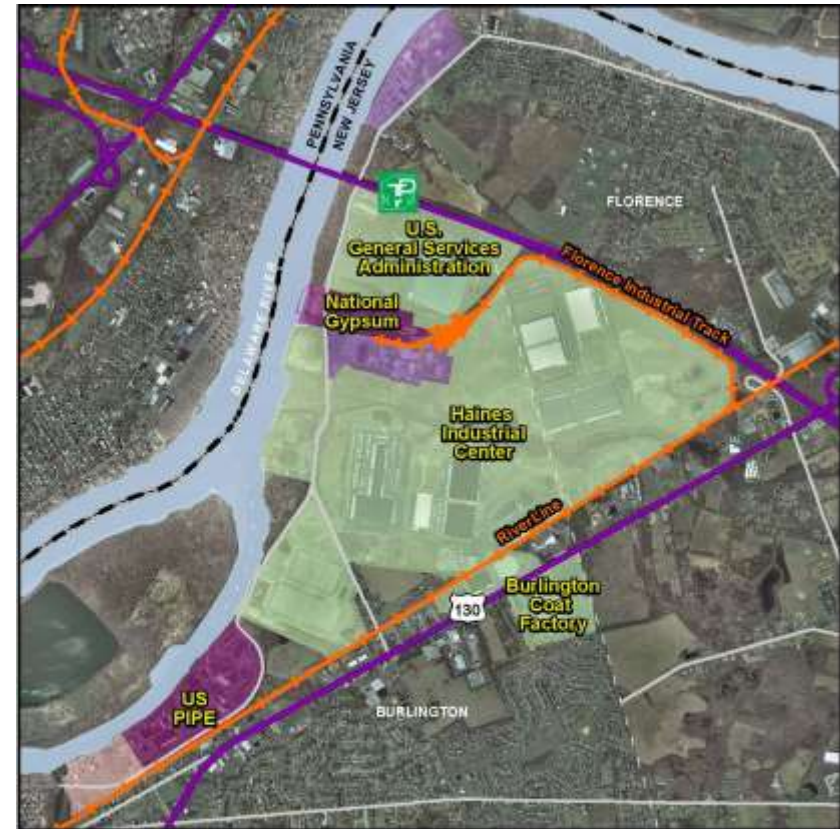 PENNSYLVANIA
NEW JERSEY
FLORENCE
U.S.
General Services
Administration
Florence Industrial Track
National
Gypsum
DELAWARE RIVER
Haines
Industrial
Center
RiverLine
Burlington
Coat
Factory
130
US
PIPE
BURLINGTON